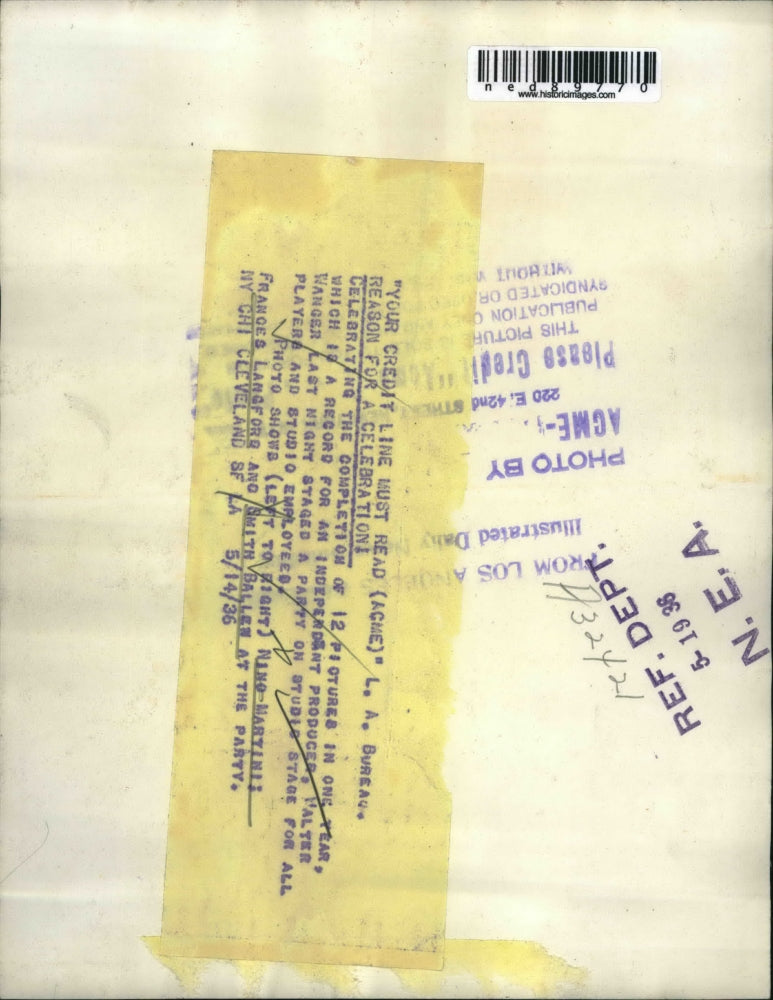 ned89770
www.historicimages.com
"YOUR CREDIT LINE MUST READ (ACME)" L. A. BUREAU.
REASON FOR A CELEBRATION!
CELEBRATING THE COMPLETION OF 12 PICTURES IN ONE YEAR,
WHICH IS A RECORD FOR AN INDEPENDANT PRODUCER, WALTER
WANGER LAST NIGHT STAGED A PARTY ON STUDIO STAGE FOR ALL
PLAYERS AND STUDIO EMPLOYEES.
PHOTO SHOWS (LEFT TO RIGHT) NINO MARTINI;
FRANCES LANGFORD AND SMITH BALLEW AT THE PARTY.
NY CHI CLEVELAND SF LA 5/14/36
PHOTO BY
ACME-
220 E. 42nd STREET
Please Credit "
THIS PICTURE
PUBLICATION
SYNDICATED OR
WITHOUT
FROM LOS ANGELES
Illustrated Daily
REF. DEPT.
5-19 36
N. E. A.